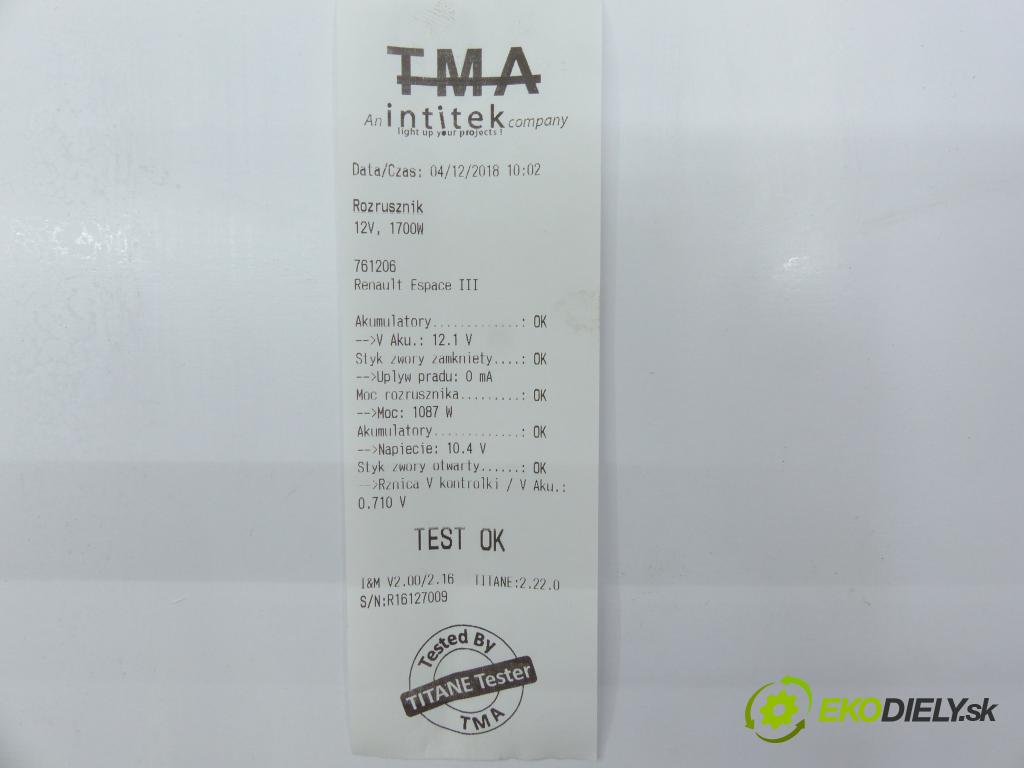 TMA
An intitek company
light up your projects !
Data/Czas: 04/12/2018 10:02
Rozrusznik
12V, 1700W
761206
Renault Espace III
Akumulatory.............: OK
-->V Aku.: 12.1 V
Styk zwory zamkniety....: OK
-->Uplyw pradu: 0 mA
Moc rozrusznika.........: OK
-->Moc: 1087 W
Akumulatory.............: OK
-->Napiecie: 10.4 V
Styk zwory otwarty......: OK
-->Rznica V kontrolki / V Aku.:
0.710 V
TEST OK
I&M V2.00/2.16 TITANE:2.22.0
S/N:R16127009
Tested By
TITANE Tester
TMA
EKODIELY.sk